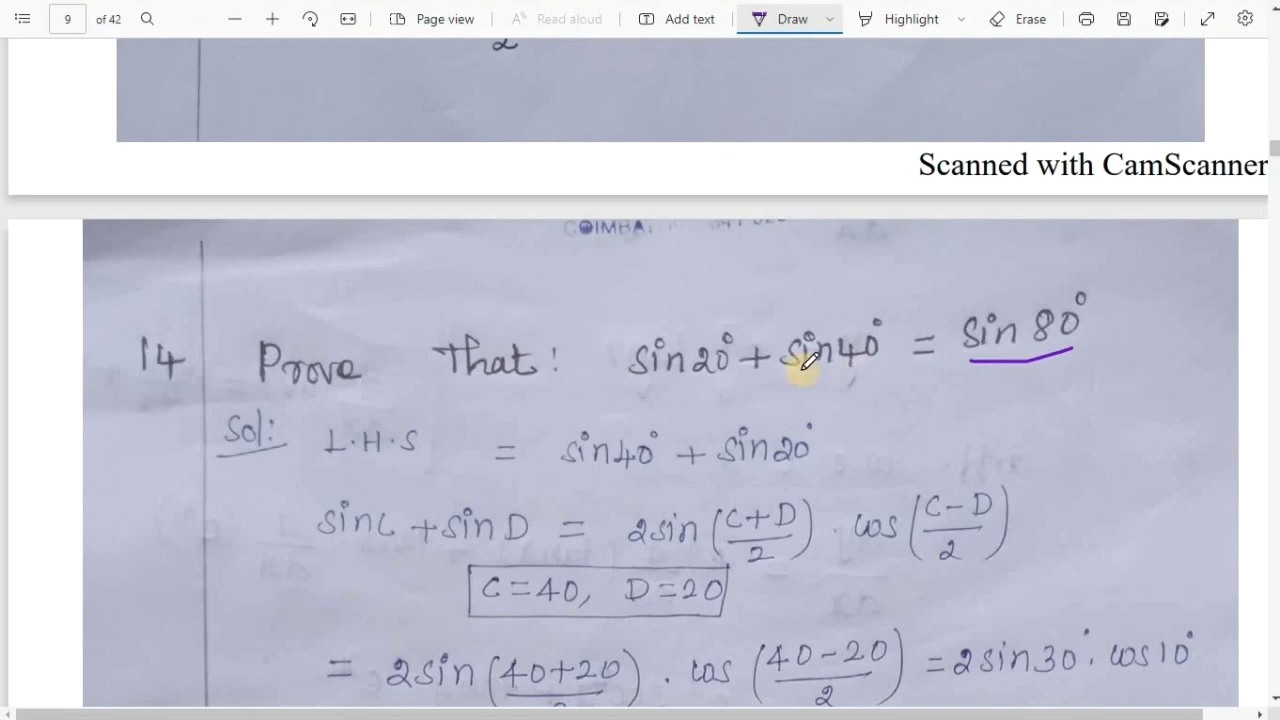 9 of 42 Page view Read aloud Add text Draw Highlight Erase
2
Scanned with CamScanner
COIMBA
14 Prove That: sin20° + sin40° = sin 80°
Sol: L.H.S = sin40° + sin20°
sinC + sin D = 2sin (C+D/2) . cos (C-D/2)
C=40, D=20
= 2sin (40+20) . cos (40-20/2) = 2sin30° . cos10°